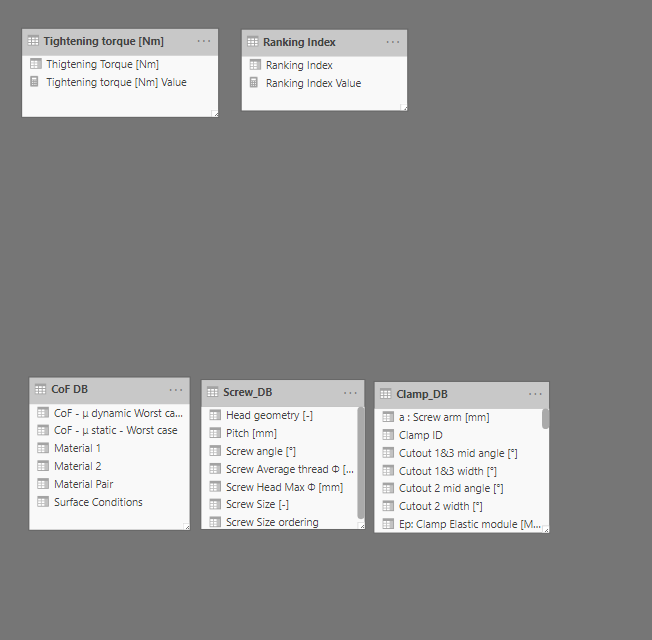 Tightening torque [Nm] ...
Thigtening Torque [Nm]
Tightening torque [Nm] Value
Ranking Index ...
Ranking Index
Ranking Index Value
CoF DB ...
CoF - µ dynamic Worst ca...
CoF - µ static - Worst case
Material 1
Material 2
Material Pair
Surface Conditions
Screw_DB ...
Head geometry [-]
Pitch [mm]
Screw angle [°]
Screw Average thread Φ [...
Screw Head Max Φ [mm]
Screw Size [-]
Screw Size ordering
Clamp_DB ...
a : Screw arm [mm]
Clamp ID
Cutout 1&3 mid angle [°]
Cutout 1&3 width [°]
Cutout 2 mid angle [°]
Cutout 2 width [°]
Ep: Clamp Elastic module [M...